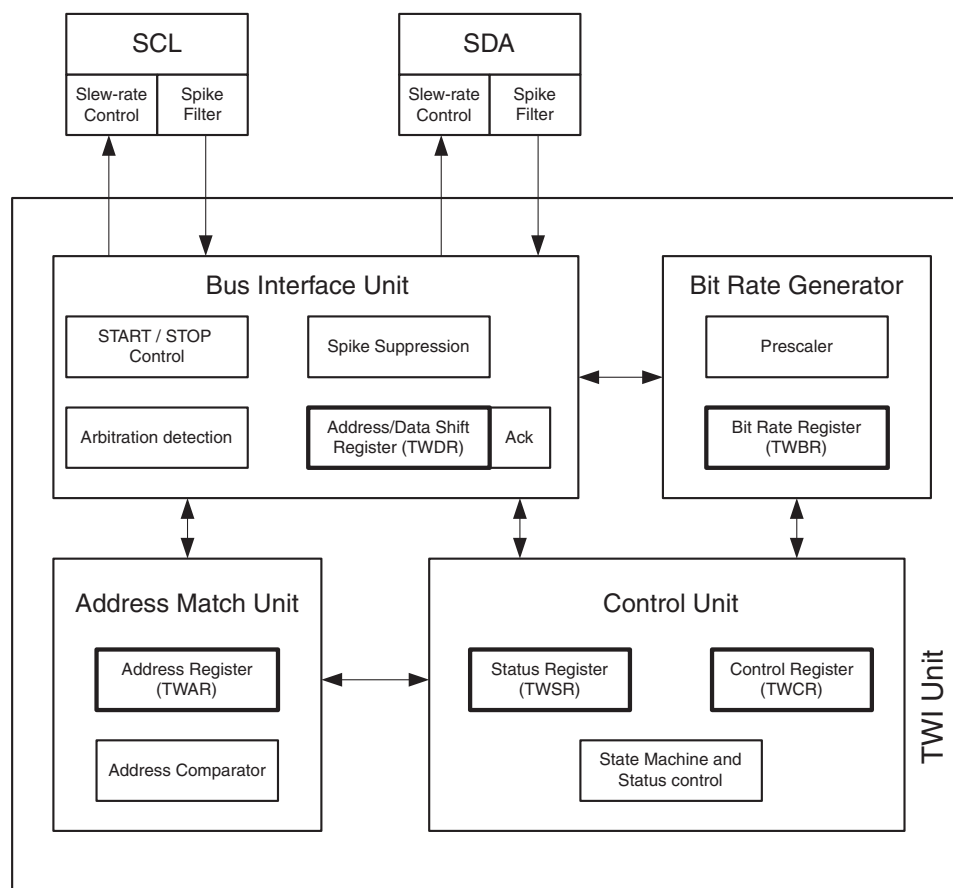 SCL
Slew-rate
Control
Spike
Filter
SDA
Slew-rate
Control
Spike
Filter
Bus Interface Unit
START / STOP
Control
Spike Suppression
Arbitration detection
Address/Data Shift
Register (TWDR)
Ack
Bit Rate Generator
Prescaler
Bit Rate Register
(TWBR)
Address Match Unit
Address Register
(TWAR)
Address Comparator
Control Unit
Status Register
(TWSR)
Control Register
(TWCR)
State Machine and
Status control
TWI Unit